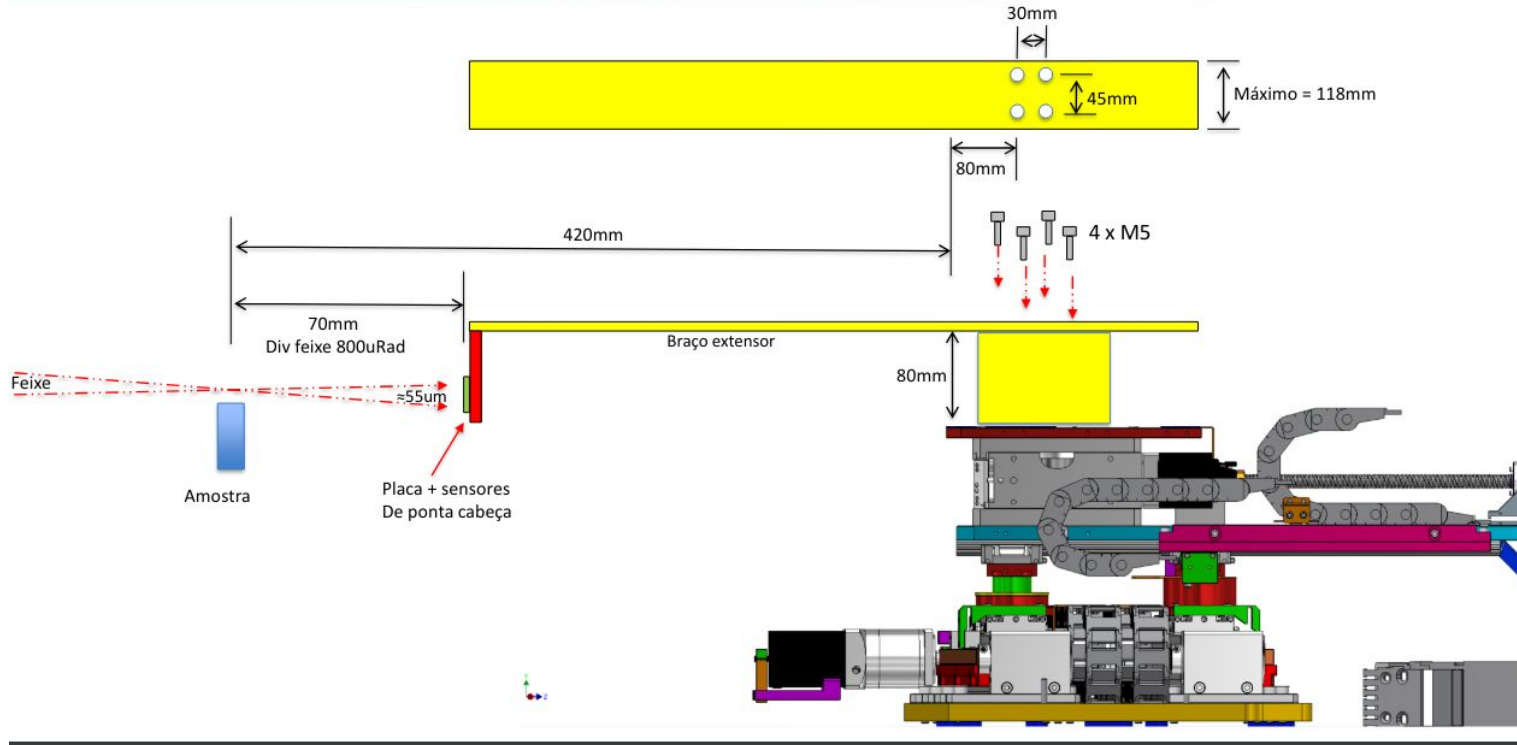 30mm
45mm
Máximo = 118mm
80mm
420mm
4 x M5
70mm
Div feixe 800uRad
Braço extensor
Feixe
≈55um
80mm
Amostra
Placa + sensores
De ponta cabeça
Y
Z